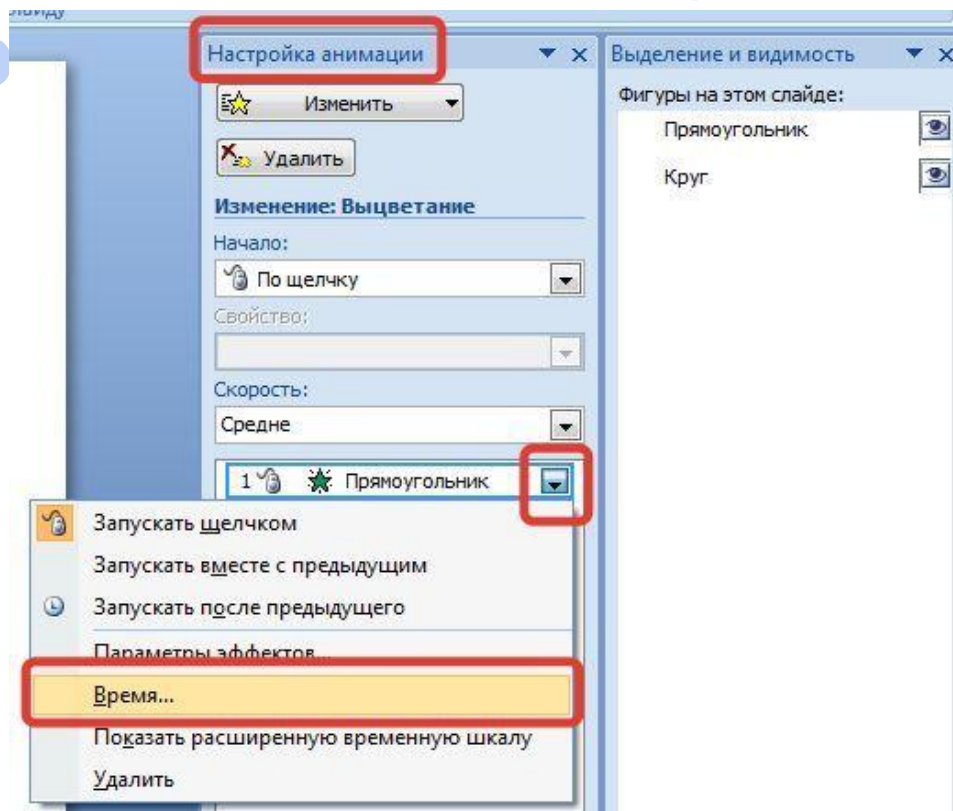 Настройка анимации
Изменить
Удалить
Изменение: Выцветание
Начало:
По щелчку
Свойство:
Скорость:
Средне
1 Прямоугольник
Запускать щелчком
Запускать вместе с предыдущим
Запускать после предыдущего
Параметры эффектов...
Время...
Показать расширенную временную шкалу
Удалить
Выделение и видимость
Фигуры на этом слайде:
Прямоугольник
Круг